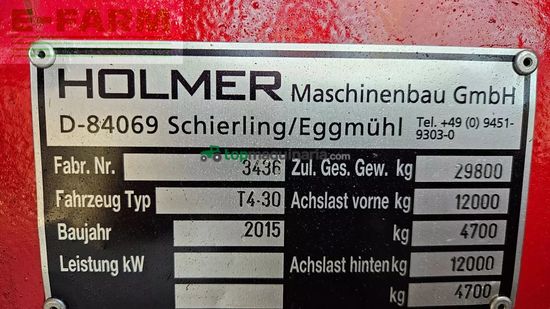 E-FARM
HOLMER Maschinenbau GmbH
D-84069 Schierling/Eggmühl Tel. +49 (0) 9451-
9303-0
topmaquinaria.com
Fabr. Nr. 3436 Zul. Ges. Gew. kg 29800
Fahrzeug Typ T4-30 Achslast vorne kg 12000
Baujahr 2015 kg 4700
Leistung kW Achslast hinten kg 12000
kg 4700